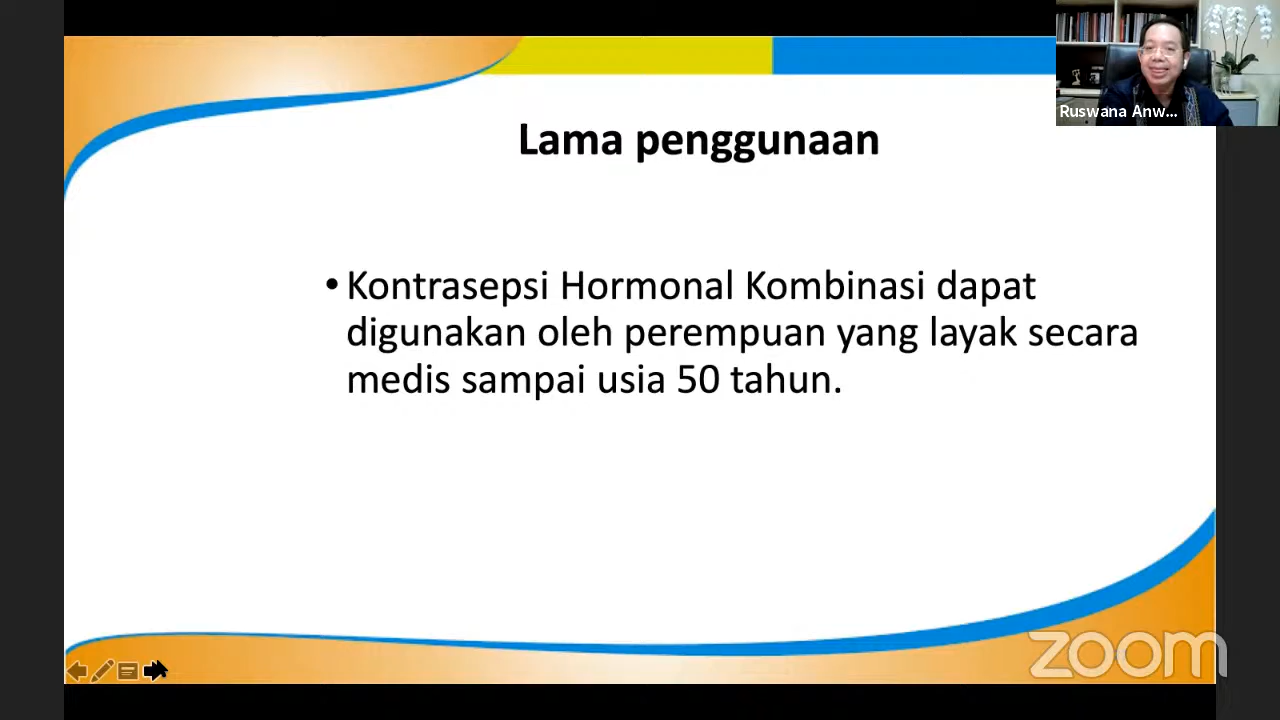 Ruswana Anw...
Lama penggunaan
• Kontrasepsi Hormonal Kombinasi dapat
digunakan oleh perempuan yang layak secara
medis sampai usia 50 tahun.
zoom